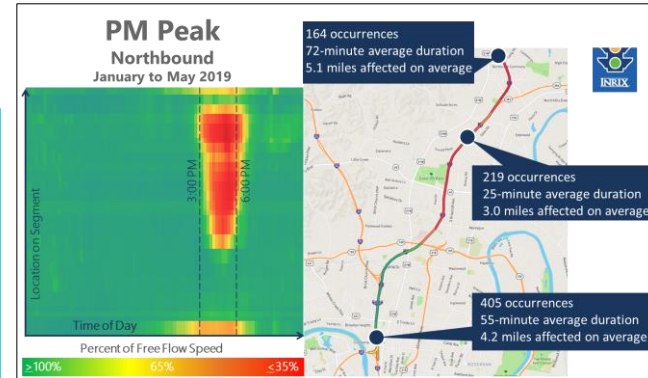 PM Peak
Northbound
January to May 2019
3:00 PM
6:00 PM
Location on Segment
Time of Day
Percent of Free Flow Speed
≥100%
65%
≤35%
164 occurrences
72-minute average duration
5.1 miles affected on average
INRIX
219 occurrences
25-minute average duration
3.0 miles affected on average
405 occurrences
55-minute average duration
4.2 miles affected on average